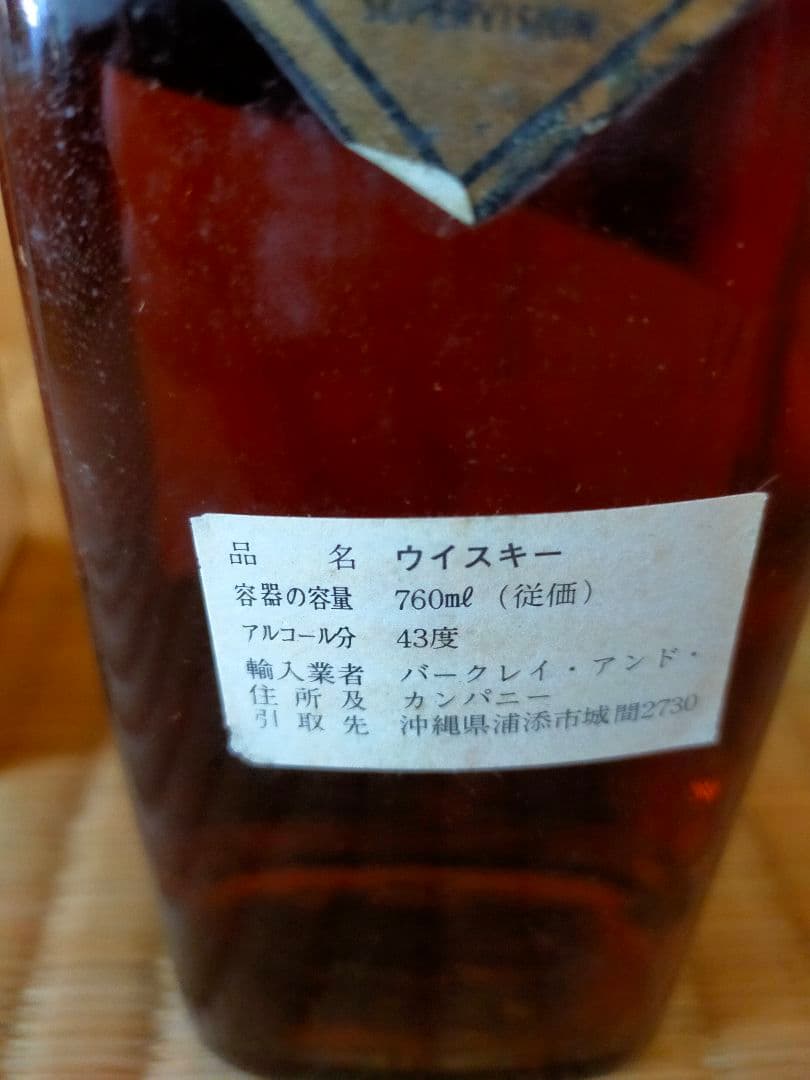 SUPERVISION
品名 ウイスキー
容器の容量 760mℓ (従価)
アルコール分 43度
輸入業者 バークレイ・アンド・
住所及 カンパニー
引取先 沖縄県浦添市城間2730